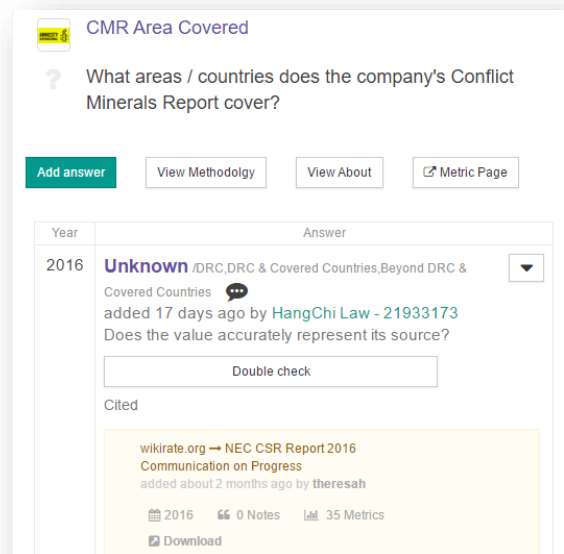 AMNESTY
CMR Area Covered
?
What areas / countries does the company's Conflict
Minerals Report cover?
Add answer
View Methodolgy
View About
Metric Page
Year
Answer
2016
Unknown /DRC,DRC & Covered Countries,Beyond DRC &
Covered Countries
added 17 days ago by HangChi Law - 21933173
Does the value accurately represent its source?
Double check
Cited
wikirate.org → NEC CSR Report 2016
Communication on Progress
added about 2 months ago by theresah
2016
0 Notes
35 Metrics
Download